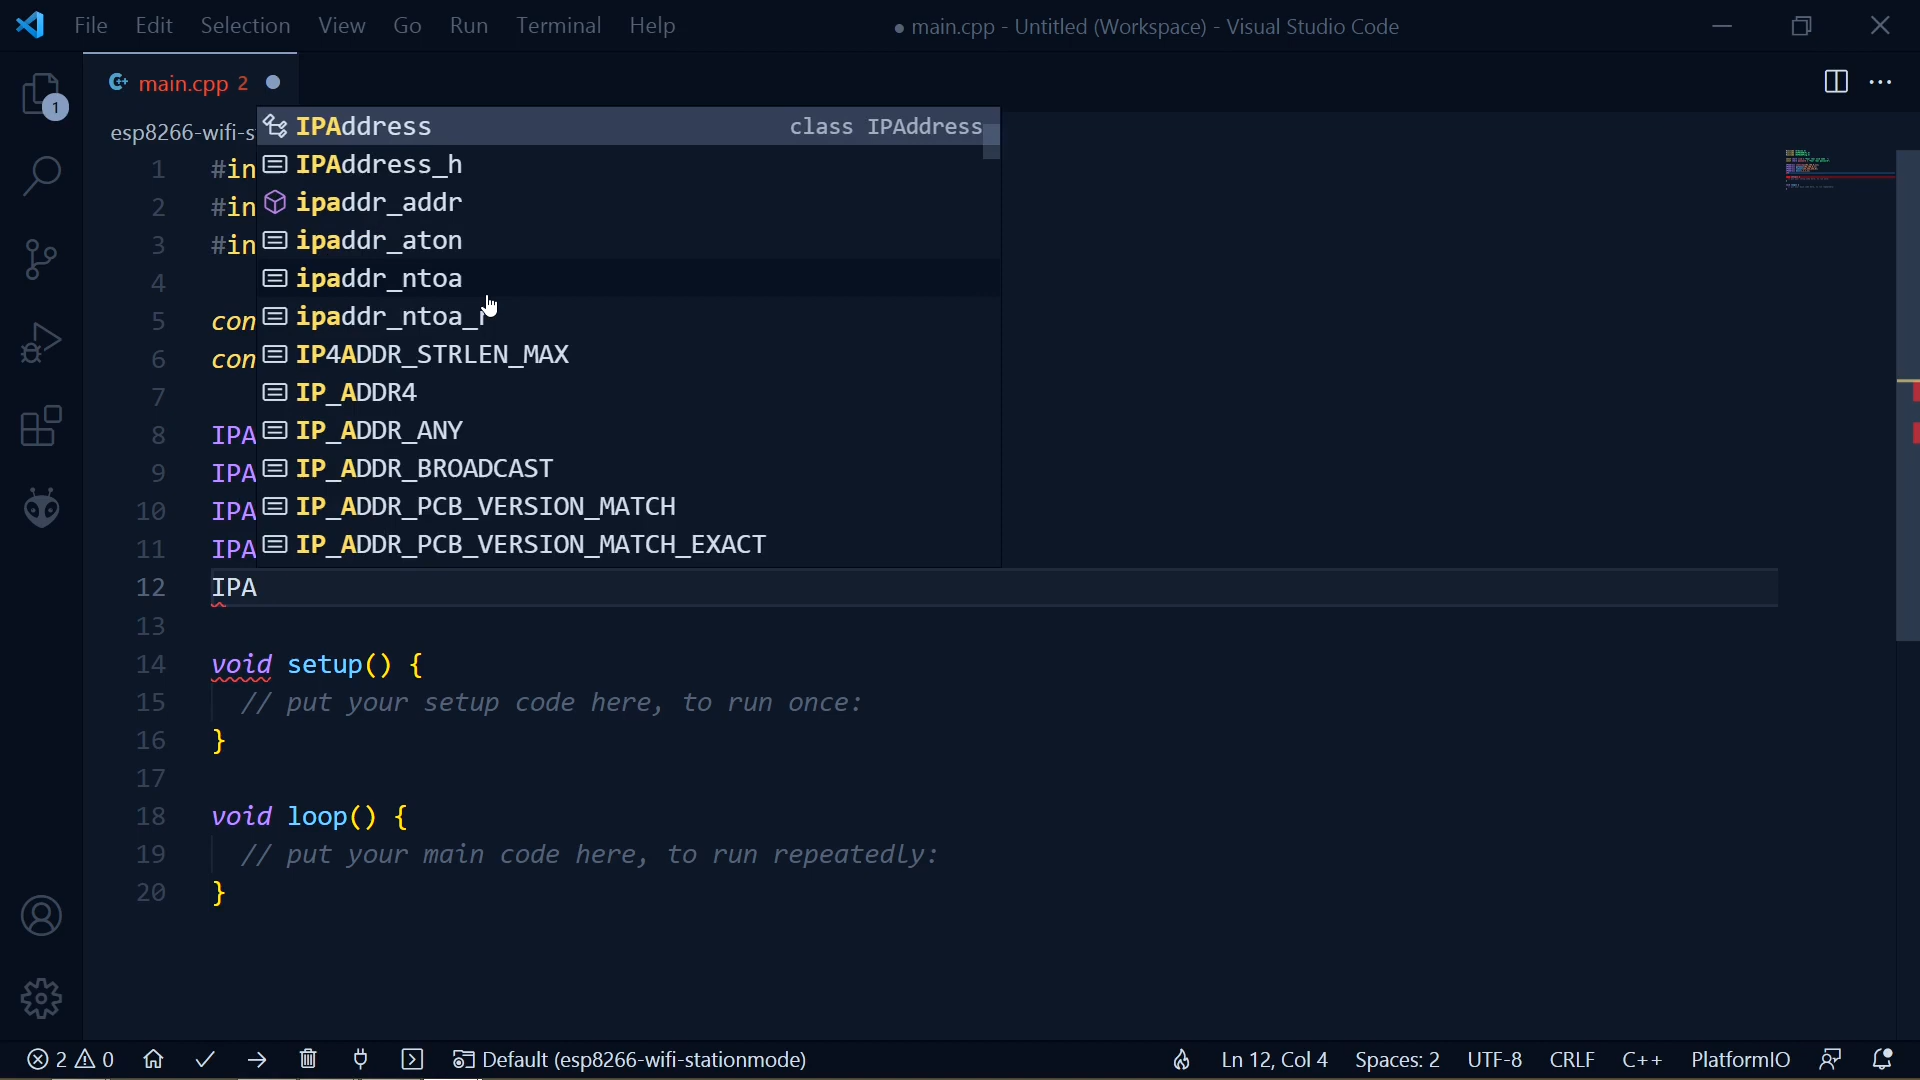 File Edit Selection View Go Run Terminal Help ● main.cpp - Untitled (Workspace) - Visual Studio Code
main.cpp 2
1
esp8266-wifi-s
IPAddress class IPAddress
IPAddress_h
ipaddr_addr
ipaddr_aton
ipaddr_ntoa
ipaddr_ntoa_r
IP4ADDR_STRLEN_MAX
IP_ADDR4
IP_ADDR_ANY
IP_ADDR_BROADCAST
IP_ADDR_PCB_VERSION_MATCH
IP_ADDR_PCB_VERSION_MATCH_EXACT
1 #in
2 #in
3 #in
4
5 con
6 con
7
8 IPA
9 IPA
10 IPA
11 IPA
12 IPA
13
14 void setup() {
15 // put your setup code here, to run once:
16 }
17
18 void loop() {
19 // put your main code here, to run repeatedly:
20 }
2 0 Default (esp8266-wifi-stationmode) Ln 12, Col 4 Spaces: 2 UTF-8 CRLF C++ PlatformIO